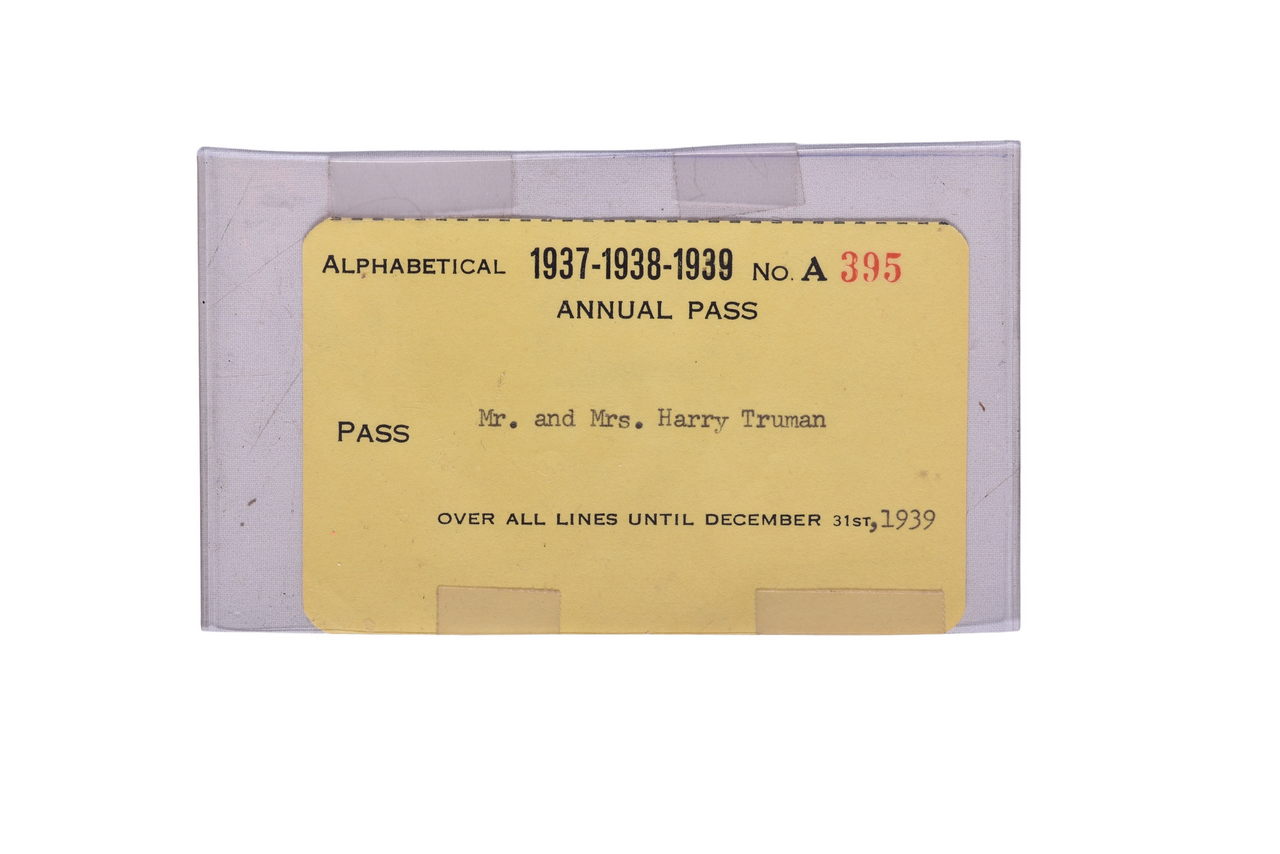 ALPHABETICAL 1937-1938-1939 NO. A 395
ANNUAL PASS
PASS Mr. and Mrs. Harry Truman
OVER ALL LINES UNTIL DECEMBER 31ST,1939